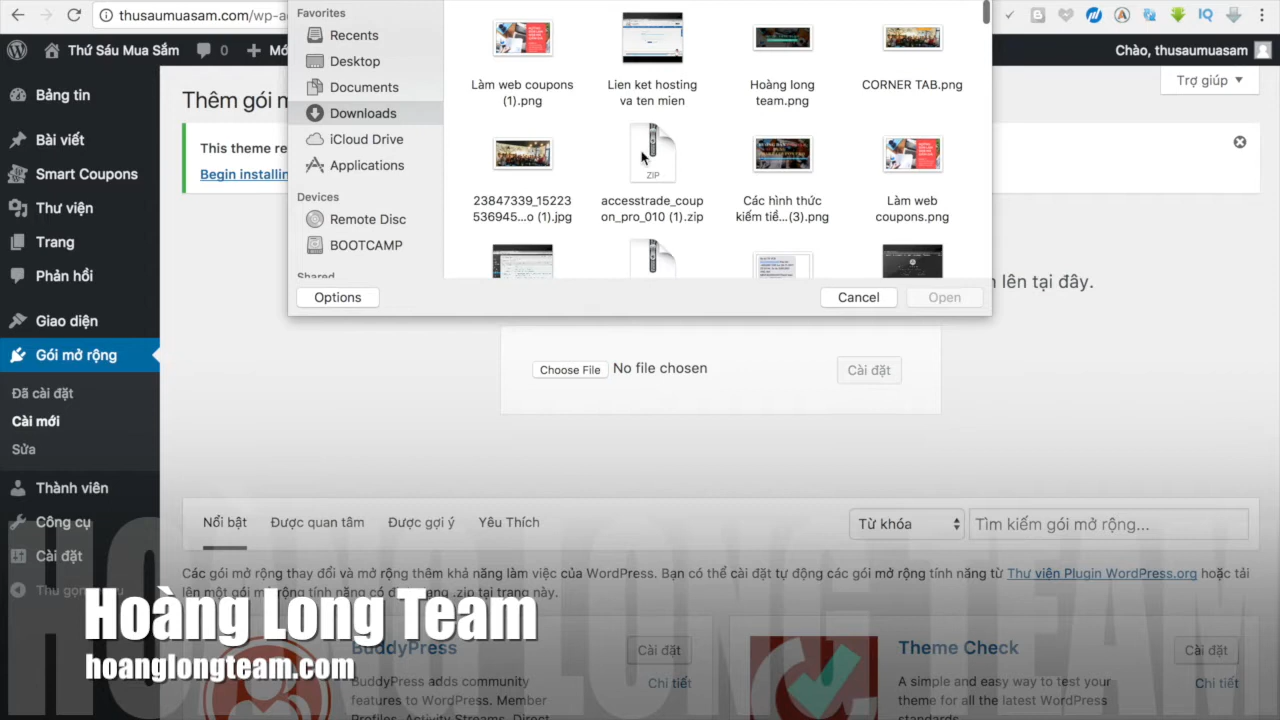 thusaumuasam.com/wp-a
Thứ Sáu Mua Sắm
0
Mớ
Chào, thusaumuasam
Trợ giúp
Bảng tin
Bài viết
Smart Coupons
Thư viện
Trang
Phản hồi
Giao diện
Gói mở rộng
Đã cài đặt
Cài mới
Sửa
Thành viên
Công cụ
Cài đặt
Thêm gói m
This theme re
Begin installin
Favorites
Recents
Desktop
Documents
Downloads
iCloud Drive
Applications
Devices
Remote Disc
BOOTCAMP
Shared
Làm web coupons
(1).png
Lien ket hosting
va ten mien
Hoàng long
team.png
CORNER TAB.png
ZIP
23847339_15223
536945...o (1).jpg
accesstrade_coup
on_pro_010 (1).zip
Các hình thức
kiếm tiề...(3).png
Làm web
coupons.png
Options
Cancel
Open
n lên tại đây.
Choose File
No file chosen
Cài đặt
Nổi bật
Được quan tâm
Được gợi ý
Yêu Thích
Từ khóa
Tìm kiếm gói mở rộng...
Các gói mở rộng thay đổi và mở rộng thêm khả năng làm việc của WordPress. Bạn có thể cài đặt tự động các gói mở rộng tính năng từ Thư viện Plugin WordPress.org hoặc tải
lên một gói mở rộng tính năng có đ .zip tại trang này.
HOÀNG LONG TEAM
Hoàng Long Team
hoanglongteam.com
BuddyPress
Cài đặt
Chi tiết
BuddyPress adds community
features to WordPress. Member
Profiles, Activity Streams, Direct
Theme Check
Cài đặt
Chi tiết
A simple and easy way to test your
theme for all the latest WordPress
standards